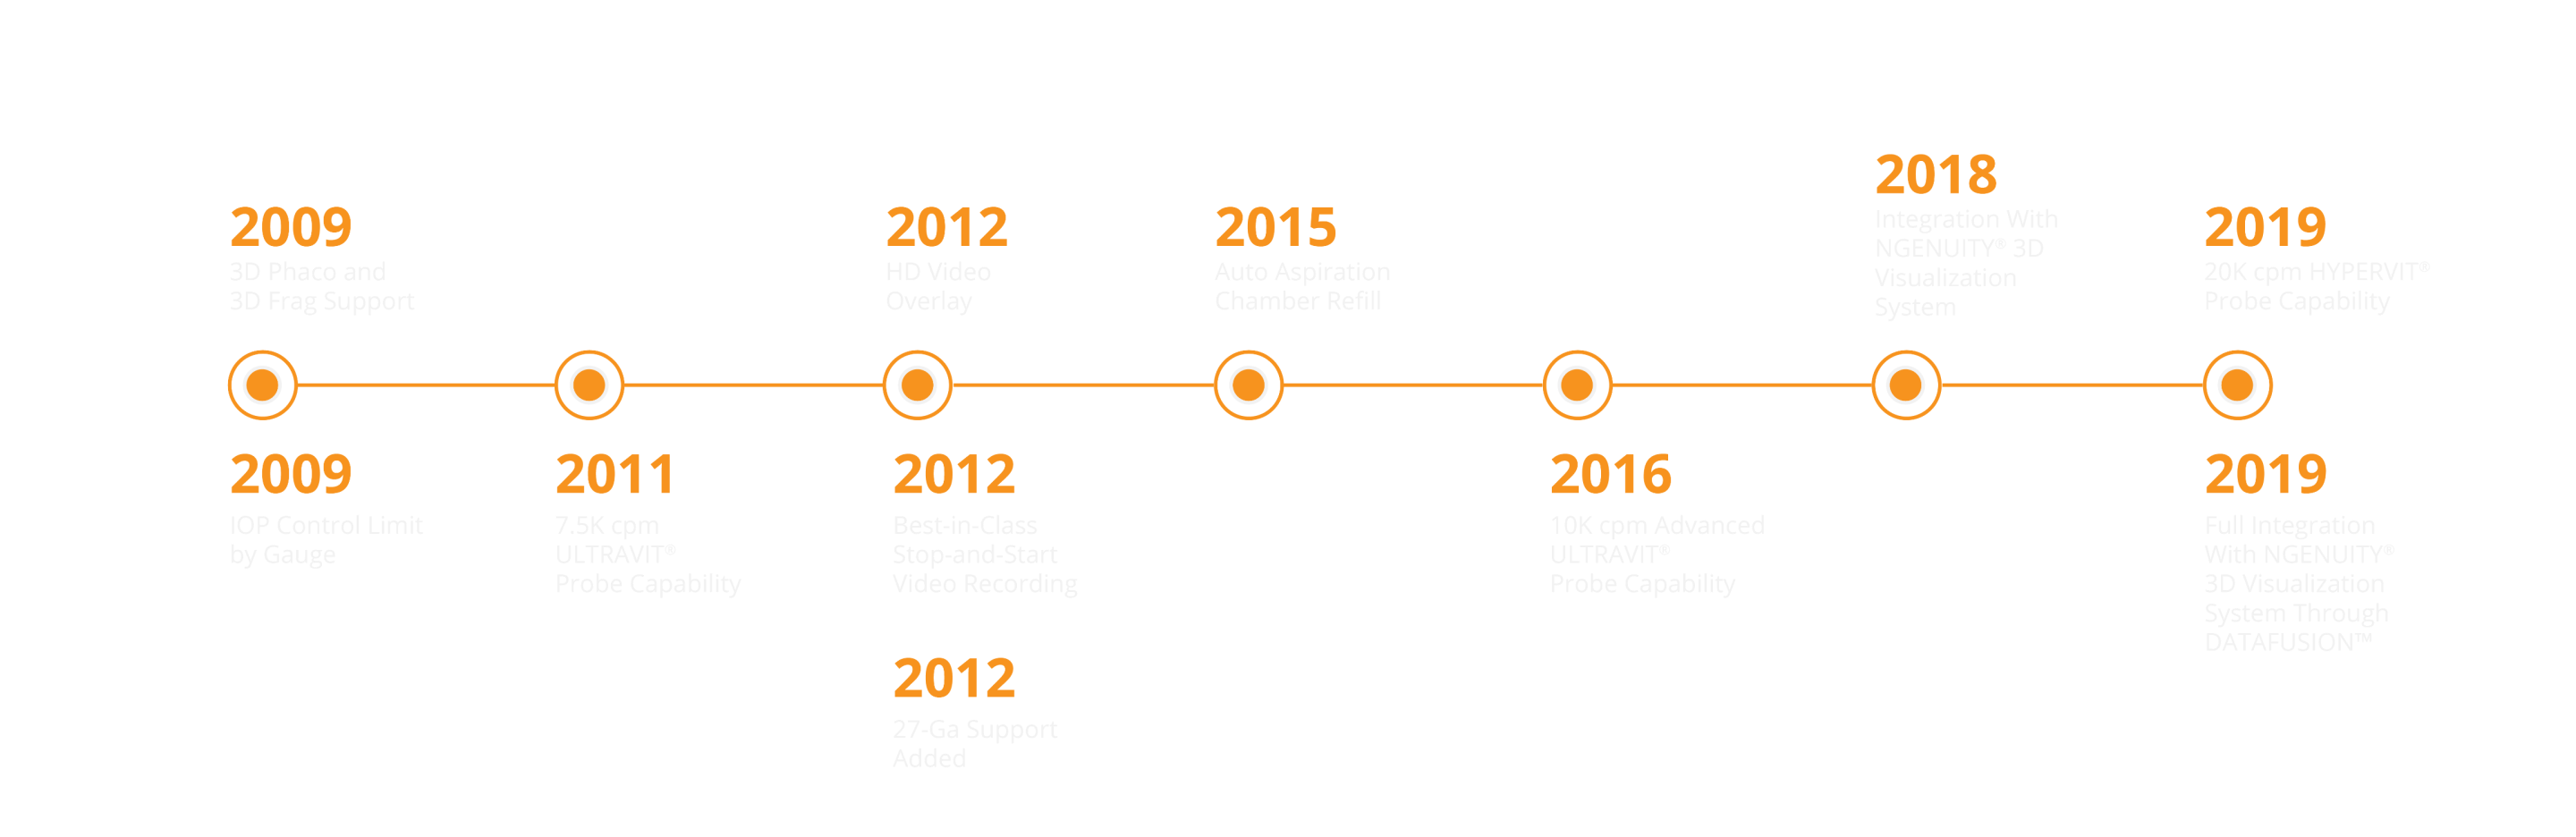 2009
3D Phaco and
3D Frag Support
2012
HD Video
Overlay
2015
Auto Aspiration
Chamber Refill
2018
Integration With
NGENUITY® 3D
Visualization
System
2019
20K cpm HYPERVIT®
Probe Capability
2009
IOP Control Limit
by Gauge
2011
7.5K cpm
ULTRAVIT®
Probe Capability
2012
Best-in-Class
Stop-and-Start
Video Recording
2012
27-Ga Support
Added
2016
10K cpm Advanced
ULTRAVIT®
Probe Capability
2019
Full Integration
With NGENUITY®
3D Visualization
System Through
DATAFUSION™